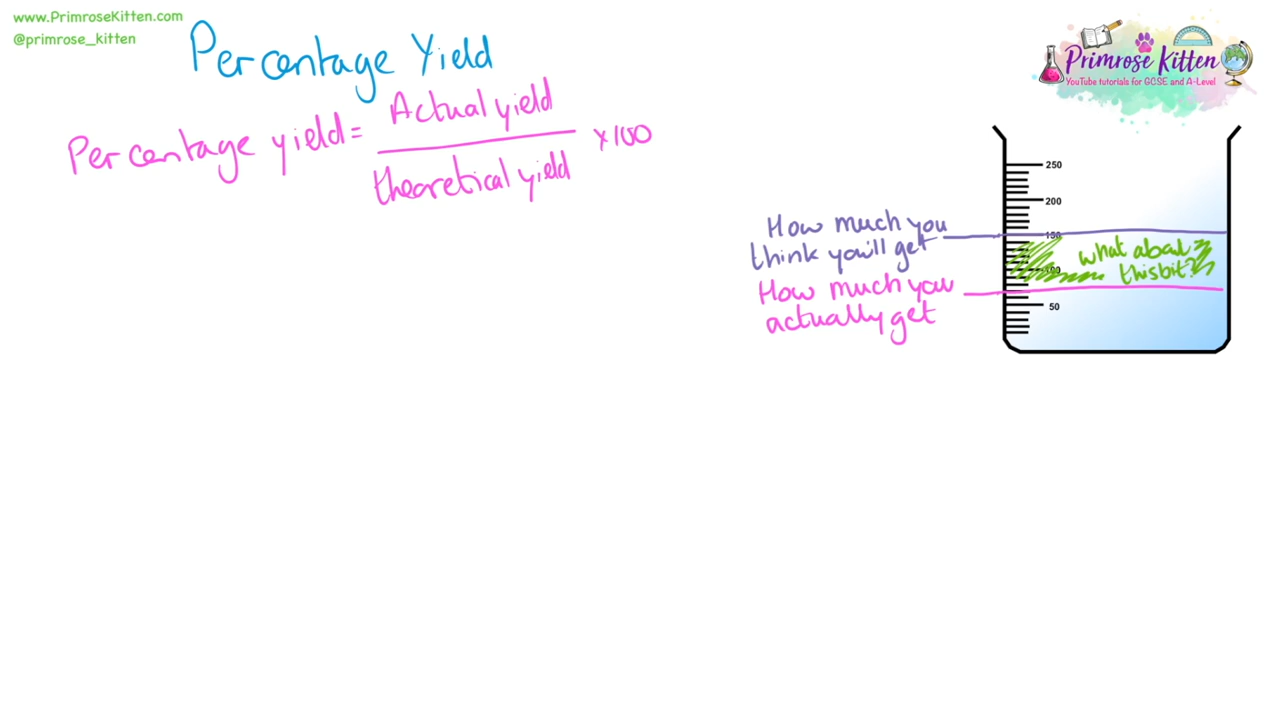 www.PrimroseKitten.com
@primrose_kitten
Percentage Yield
Percentage yield = Actual yield
theoretical yield
×100
Primrose Kitten
YouTube tutorials for GCSE and A-Level
250
200
150
100
50
How much you
think you'll get
How much you
actually get
what about
this bit?